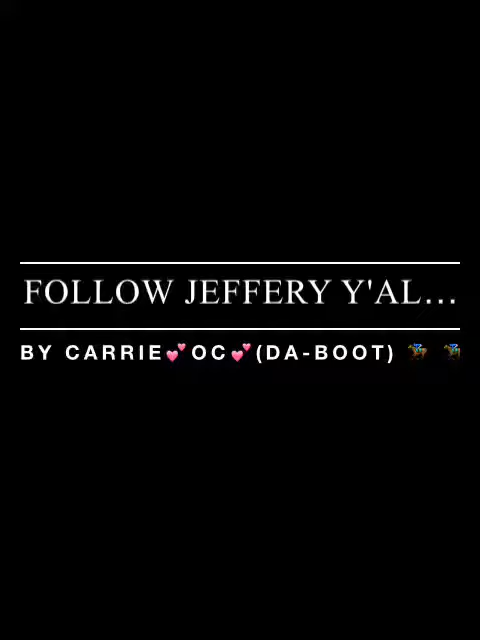 FOLLOW JEFFERY Y'AL...
BY CARRIE💕OC💕(DA-BOOT) 🏇 🏇